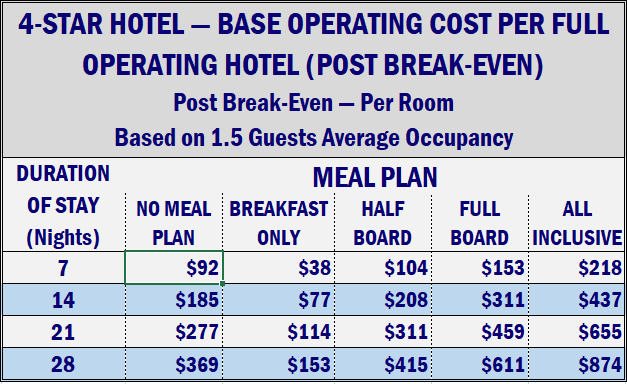 4-STAR HOTEL — BASE OPERATING COST PER FULL
OPERATING HOTEL (POST BREAK-EVEN)
Post Break-Even — Per Room
Based on 1.5 Guests Average Occupancy
DURATION OF STAY (Nights)
MEAL PLAN
NO MEAL PLAN BREAKFAST ONLY HALF BOARD FULL BOARD ALL INCLUSIVE
7 $92 $38 $104 $153 $218
14 $185 $77 $208 $311 $437
21 $277 $114 $311 $459 $655
28 $369 $153 $415 $611 $874